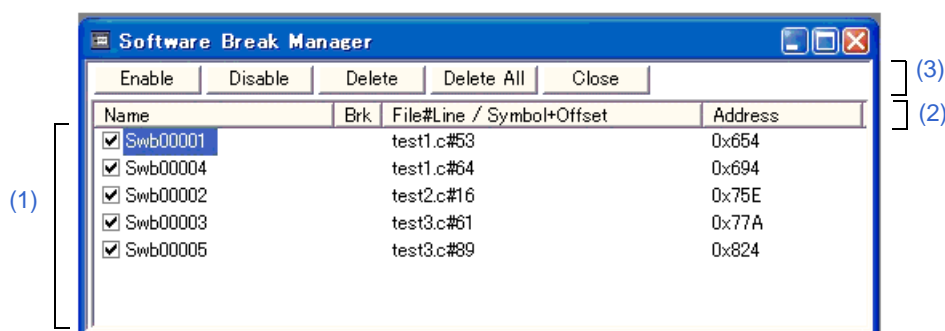 Software Break Manager
Enable Disable Delete Delete All Close
(3)
Name Brk File#Line / Symbol+Offset Address
(2)
Swb00001 test1.c#53 0x654
Swb00004 test1.c#64 0x694
(1)
Swb00002 test2.c#16 0x75E
Swb00003 test3.c#61 0x77A
Swb00005 test3.c#89 0x824